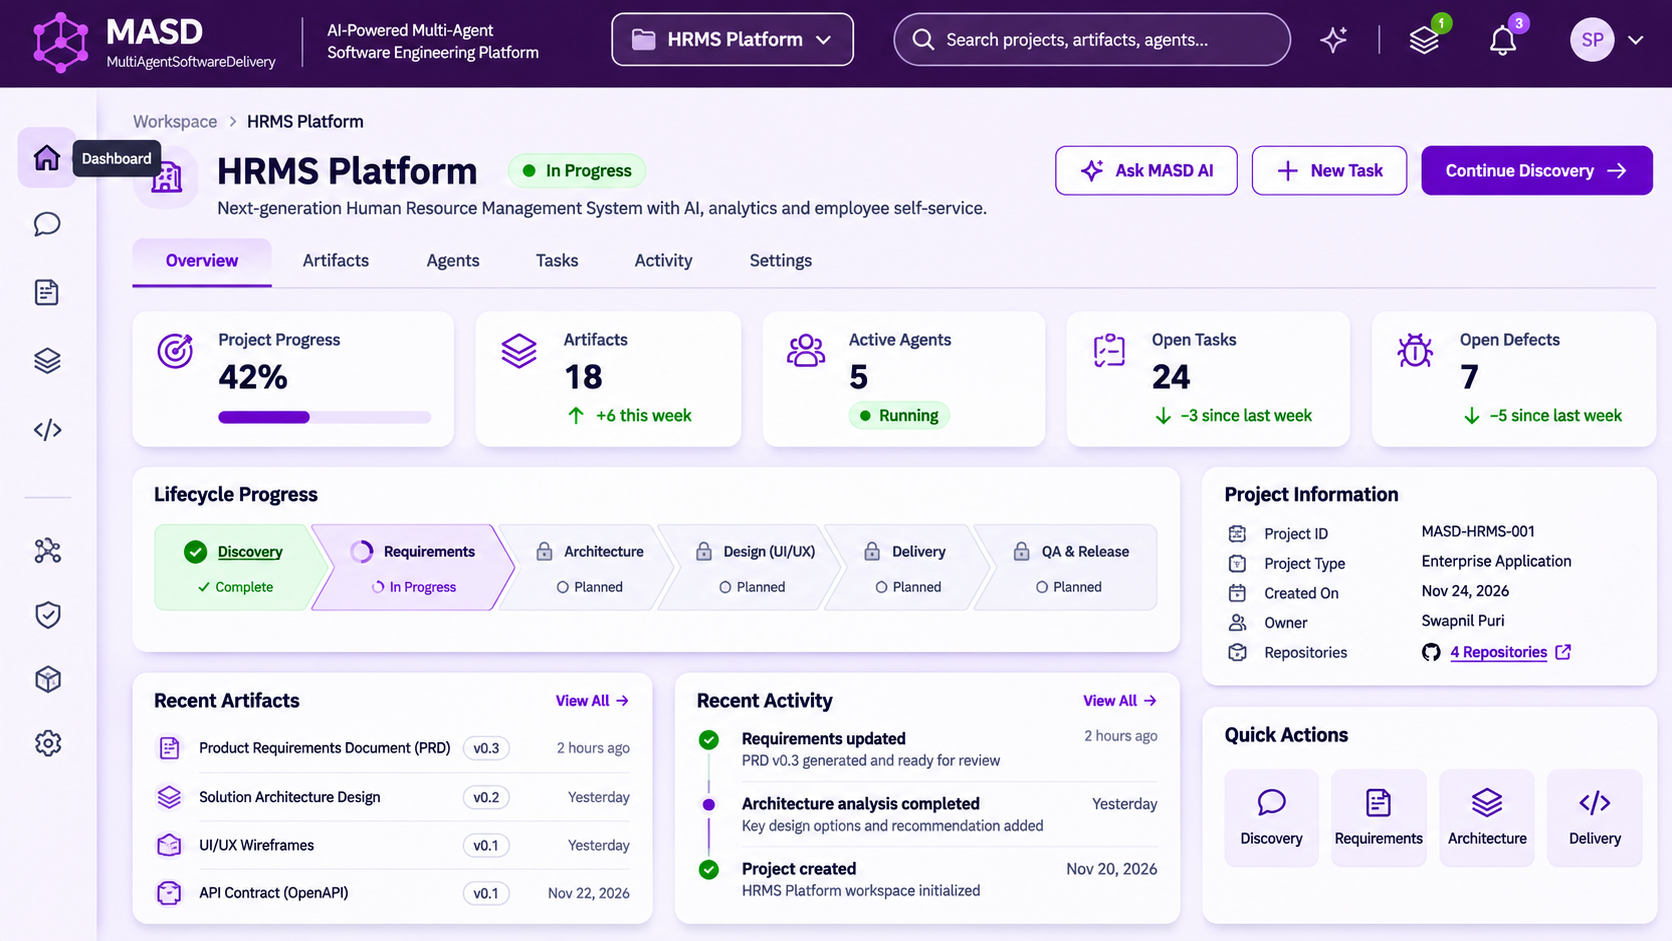 MASD
MultiAgentSoftwareDelivery
AI-Powered Multi-Agent
Software Engineering Platform
HRMS Platform
Search projects, artifacts, agents...
1
3
SP
Workspace > HRMS Platform
Dashboard
HRMS Platform
In Progress
Next-generation Human Resource Management System with AI, analytics and employee self-service.
Ask MASD AI
New Task
Continue Discovery
Overview
Artifacts
Agents
Tasks
Activity
Settings
Project Progress
42%
Artifacts
18
+6 this week
Active Agents
5
Running
Open Tasks
24
−3 since last week
Open Defects
7
−5 since last week
Lifecycle Progress
Discovery
Complete
Requirements
In Progress
Architecture
Planned
Design (UI/UX)
Planned
Delivery
Planned
QA & Release
Planned
Project Information
Project ID MASD-HRMS-001
Project Type Enterprise Application
Created On Nov 24, 2026
Owner Swapnil Puri
Repositories 4 Repositories
Recent Artifacts
View All
Product Requirements Document (PRD) v0.3 2 hours ago
Solution Architecture Design v0.2 Yesterday
UI/UX Wireframes v0.1 Yesterday
API Contract (OpenAPI) v0.1 Nov 22, 2026
Recent Activity
View All
Requirements updated 2 hours ago
PRD v0.3 generated and ready for review
Architecture analysis completed Yesterday
Key design options and recommendation added
Project created Nov 20, 2026
HRMS Platform workspace initialized
Quick Actions
Discovery
Requirements
Architecture
Delivery